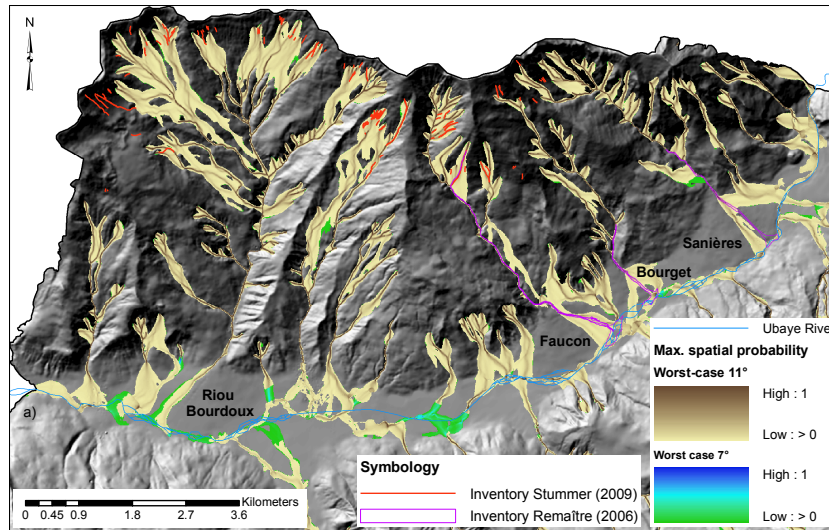 N
Sanières
Bourget
Faucon
Riou
Bourdoux
a)
Ubaye Rive
Max. spatial probability
Worst-case 11°
High : 1
Low : > 0
Worst case 7°
High : 1
Low : > 0
Symbology
Inventory Stummer (2009)
Inventory Remaître (2006)
Kilometers
0 0.45 0.9 1.8 2.7 3.6